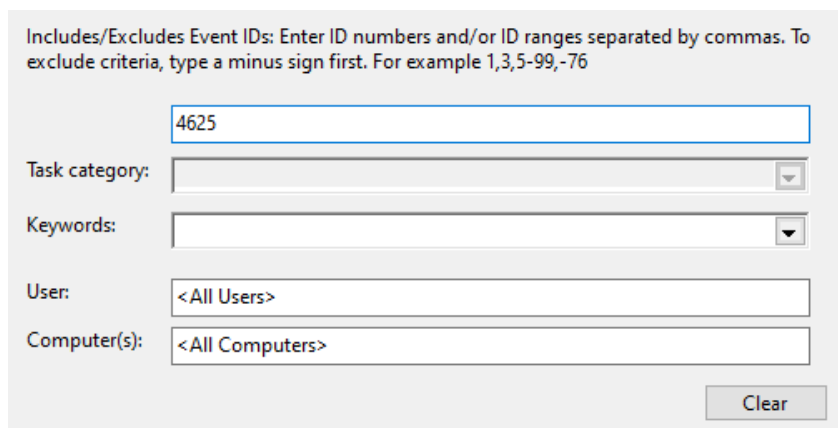 Includes/Excludes Event IDs: Enter ID numbers and/or ID ranges separated by commas. To
exclude criteria, type a minus sign first. For example 1,3,5-99,-76
4625
Task category:
Keywords:
User:
<All Users>
Computer(s):
<All Computers>
Clear